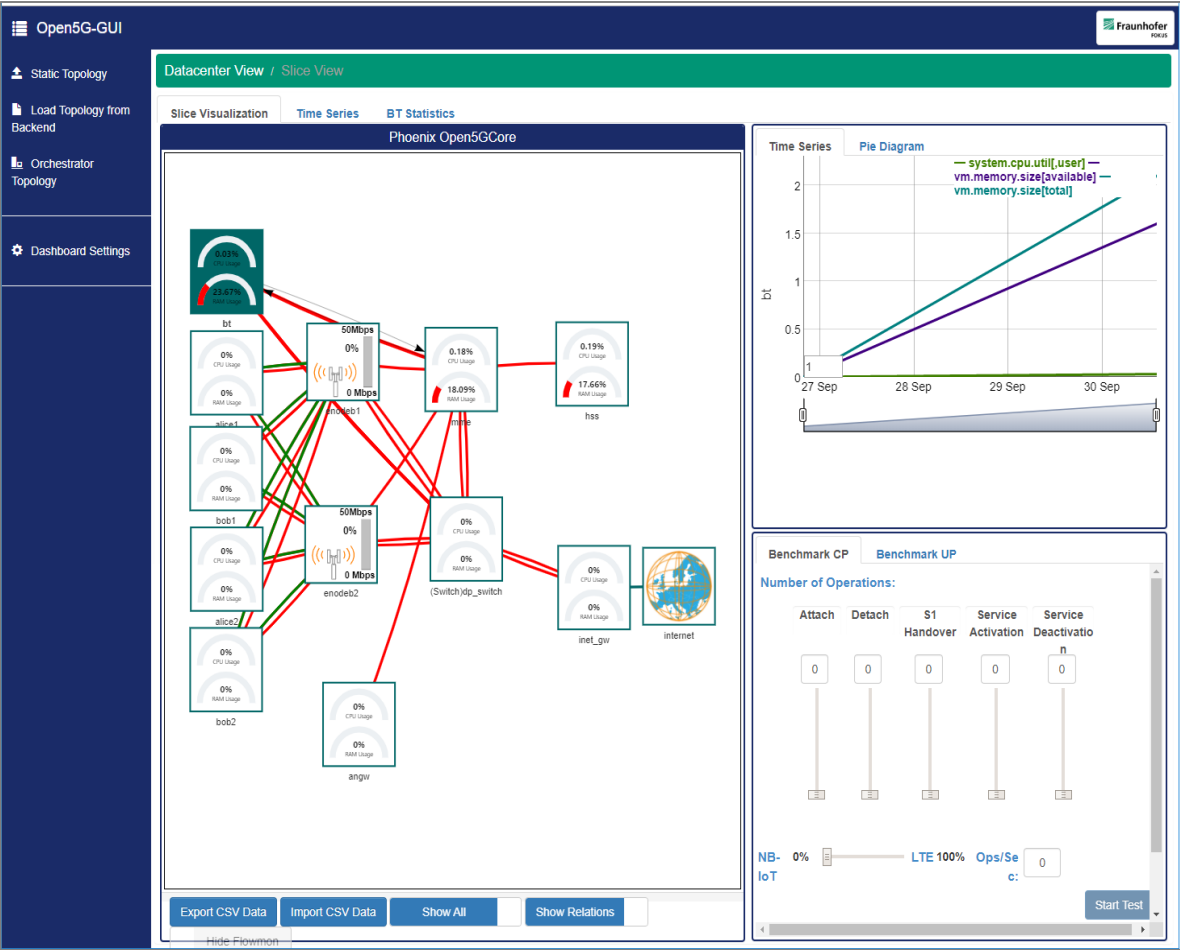 Open5G-GUI
Fraunhofer
FOKUS
Static Topology
Load Topology from
Backend
Orchestrator
Topology
Dashboard Settings
Datacenter View / Slice View
Slice Visualization
Time Series
BT Statistics
Phoenix Open5GCore
0.03%
CPU Usage
23.67%
RAM Usage
bt
0%
CPU Usage
0%
RAM Usage
alice1
0%
CPU Usage
0%
RAM Usage
bob1
0%
CPU Usage
0%
RAM Usage
alice2
0%
CPU Usage
0%
RAM Usage
bob2
50Mbps
0%
0 Mbps
enodeb1
50Mbps
0%
0 Mbps
enodeb2
0.18%
CPU Usage
18.09%
RAM Usage
mme
0.19%
CPU Usage
17.66%
RAM Usage
hss
0%
CPU Usage
0%
RAM Usage
(Switch)dp_switch
0%
CPU Usage
0%
RAM Usage
inet_gw
internet
0%
CPU Usage
0%
RAM Usage
angw
Export CSV Data
Import CSV Data
Show All
Show Relations
Hide Flowmon
Time Series
Pie Diagram
system.cpu.util[,user]
vm.memory.size[available]
vm.memory.size[total]
2
1.5
1
0.5
0
bt
1
27 Sep
28 Sep
29 Sep
30 Sep
Benchmark CP
Benchmark UP
Number of Operations:
Attach
Detach
S1
Handover
Service
Activation
Service
Deactivatio
n
0
0
0
0
0
NB-
IoT
0%
LTE 100%
Ops/Se
c:
0
Start Test